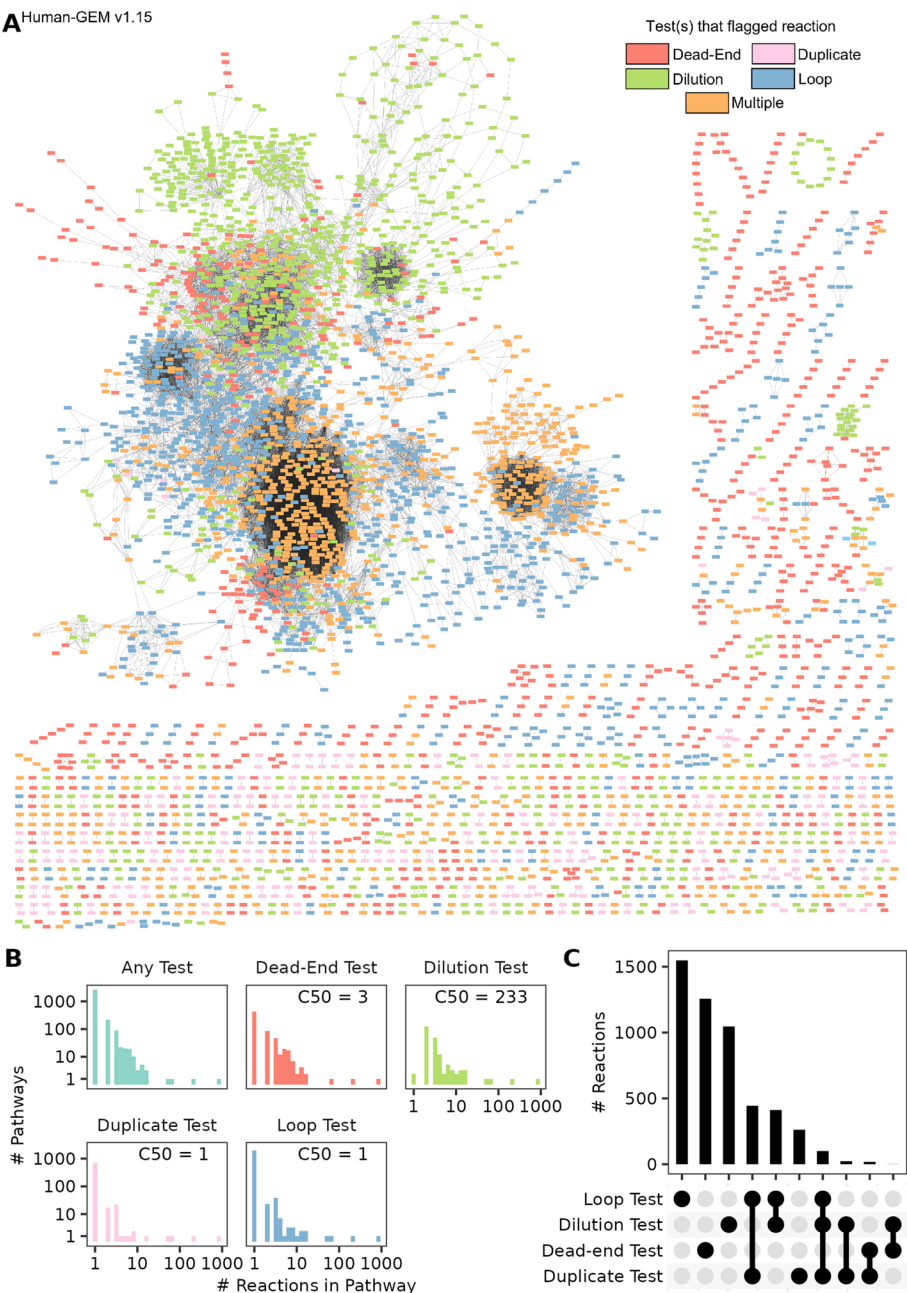 A Human-GEM v1.15
Test(s) that flagged reaction
Dead-End
Duplicate
Dilution
Loop
Multiple
B
Any Test
Dead-End Test
Dilution Test
C50 = 3
C50 = 233
1000
100
10
1
1 10 100 1000
# Pathways
Duplicate Test
Loop Test
C50 = 1
C50 = 1
1000
100
10
1
1 10 100 1000
1 10 100 1000
# Reactions in Pathway
C
1500
1000
500
0
# Reactions
Loop Test
Dilution Test
Dead-end Test
Duplicate Test